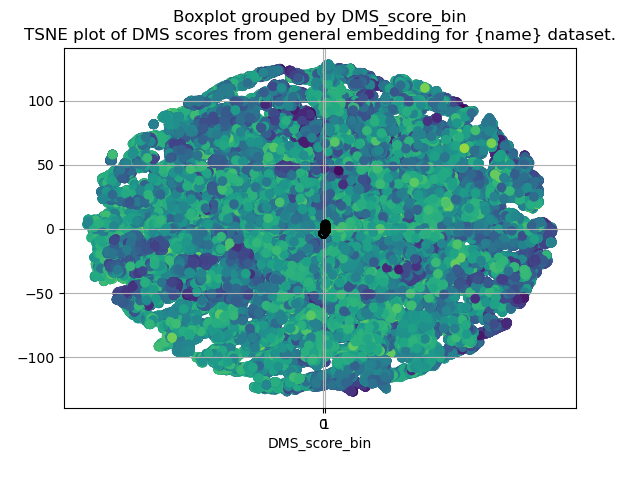 Boxplot grouped by DMS_score_bin
TSNE plot of DMS scores from general embedding for {name} dataset.
100
50
0
−50
−100
0 1
DMS_score_bin